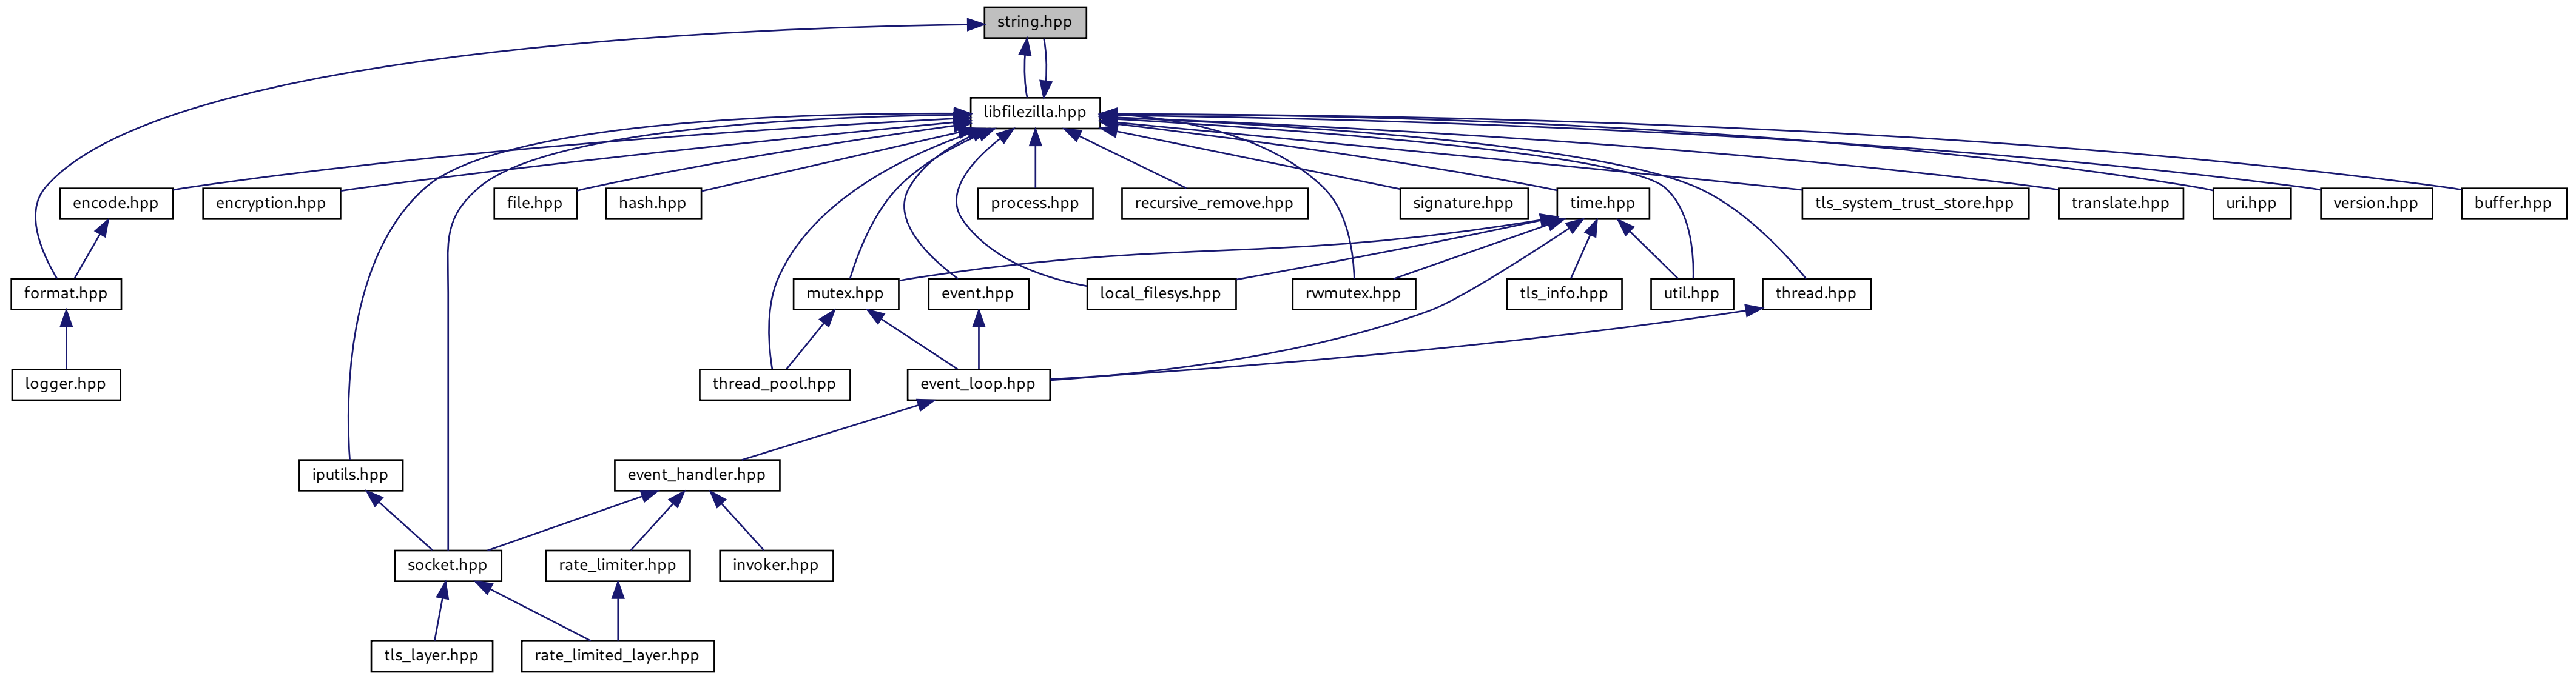 string.hpp
libfilezilla.hpp
encode.hpp
encryption.hpp
file.hpp
hash.hpp
process.hpp
recursive_remove.hpp
signature.hpp
time.hpp
tls_system_trust_store.hpp
translate.hpp
uri.hpp
version.hpp
buffer.hpp
format.hpp
mutex.hpp
event.hpp
local_filesys.hpp
rwmutex.hpp
tls_info.hpp
util.hpp
thread.hpp
logger.hpp
thread_pool.hpp
event_loop.hpp
iputils.hpp
event_handler.hpp
socket.hpp
rate_limiter.hpp
invoker.hpp
tls_layer.hpp
rate_limited_layer.hpp